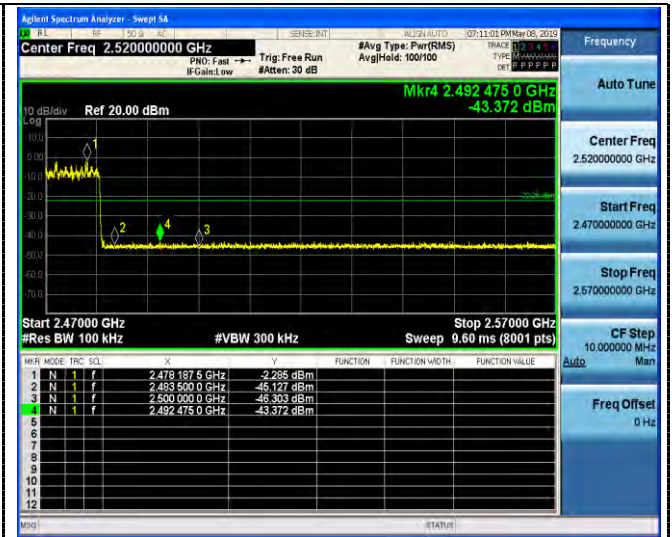 Agilent Spectrum Analyzer - Swept SA
RL RF 50 Ω AC SENSE:INT ALIGN AUTO 07:11:01 PM May 08, 2019
Center Freq 2.520000000 GHz
PNO: Fast
IFGain:Low
Trig: Free Run
#Atten: 30 dB
#Avg Type: Pwr(RMS)
Avg|Hold: 100/100
TRACE 1 2 3 4 5 6
TYPE M
DET P P P P P P
Frequency
Mkr4 2.492 475 0 GHz
-43.372 dBm
10 dB/div Ref 20.00 dBm
Log
10.0
0.00
-10.0
-20.0
-30.0
-40.0
-50.0
-60.0
-70.0
1
2
4
3
Start 2.47000 GHz
Stop 2.57000 GHz
#Res BW 100 kHz
#VBW 300 kHz
Sweep 9.60 ms (8001 pts)
MKR MODE TRC SCL X Y FUNCTION FUNCTION WIDTH FUNCTION VALUE
1 N 1 f 2.478 187 5 GHz -2.285 dBm
2 N 1 f 2.483 500 0 GHz -45.127 dBm
3 N 1 f 2.500 000 0 GHz -46.303 dBm
4 N 1 f 2.492 475 0 GHz -43.372 dBm
5
6
7
8
9
10
11
12
MSG
STATUS
Auto Tune
Center Freq
2.520000000 GHz
Start Freq
2.470000000 GHz
Stop Freq
2.570000000 GHz
CF Step
10.000000 MHz
Auto Man
Freq Offset
0 Hz